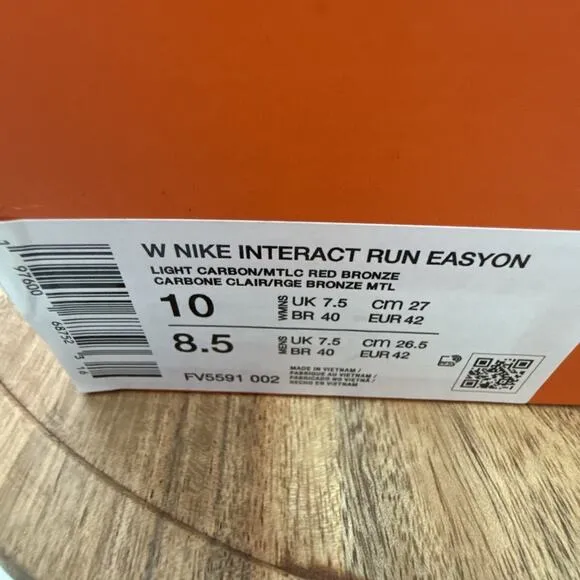 W NIKE INTERACT RUN EASYON
LIGHT CARBON/MTLC RED BRONZE
CARBONE CLAIR/RGE BRONZE MTL
10 WMNS UK 7.5 CM 27
BR 40 EUR 42
8.5 MENS UK 7.5 CM 26.5
BR 40 EUR 42
FV5591 002
MADE IN VIETNAM /
FABRIQUE AU VIETNAM /
FABRICADO NO VIETNA /
HECHO EN VIETNAM